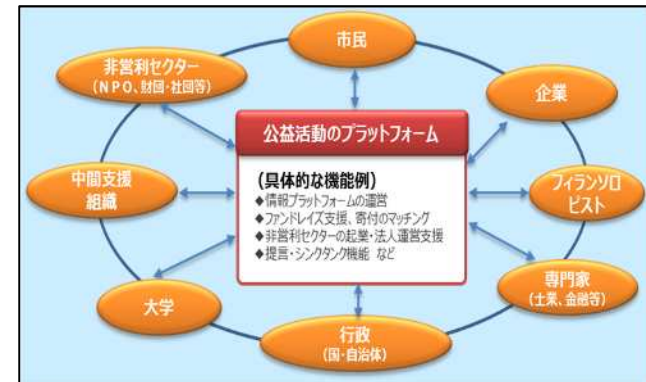 市民
非営利セクター
(NPO、財団・社団等)
企業
公益活動のプラットフォーム
(具体的な機能例)
◆情報プラットフォームの運営
◆ファンドレイズ支援、寄付のマッチング
◆非営利セクターの起業・法人運営支援
◆提言・シンクタンク機能 など
中間支援
組織
フィランソロ
ピスト
大学
専門家
(士業、金融等)
行政
(国・自治体)